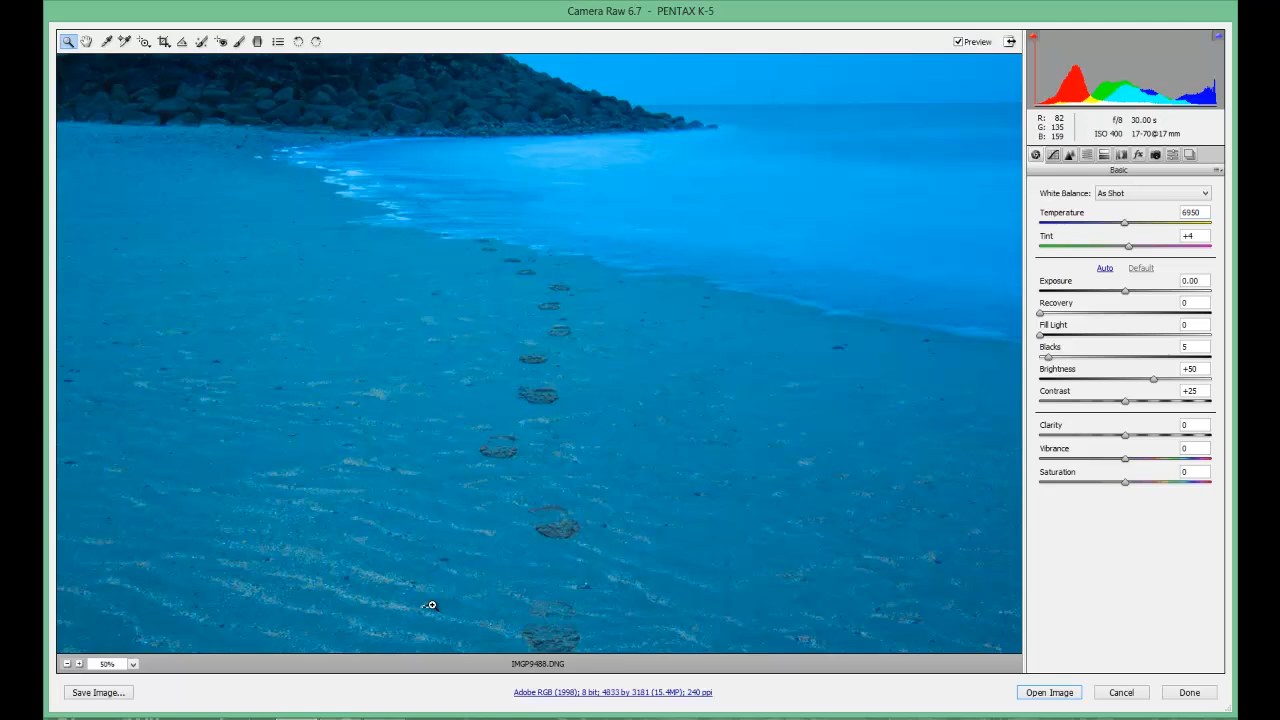 Camera Raw 6.7 - PENTAX K-5
Preview
R: 82
G: 135
B: 159
f/8 30.00 s
ISO 400 17-70@17 mm
Basic
White Balance: As Shot
Temperature 6950
Tint +4
Auto Default
Exposure 0.00
Recovery 0
Fill Light 0
Blacks 5
Brightness +50
Contrast +25
Clarity 0
Vibrance 0
Saturation 0
50%
IMGP9488.DNG
Save Image...
Adobe RGB (1998); 8 bit; 4833 by 3181 (15.4MP); 240 ppi
Open Image
Cancel
Done